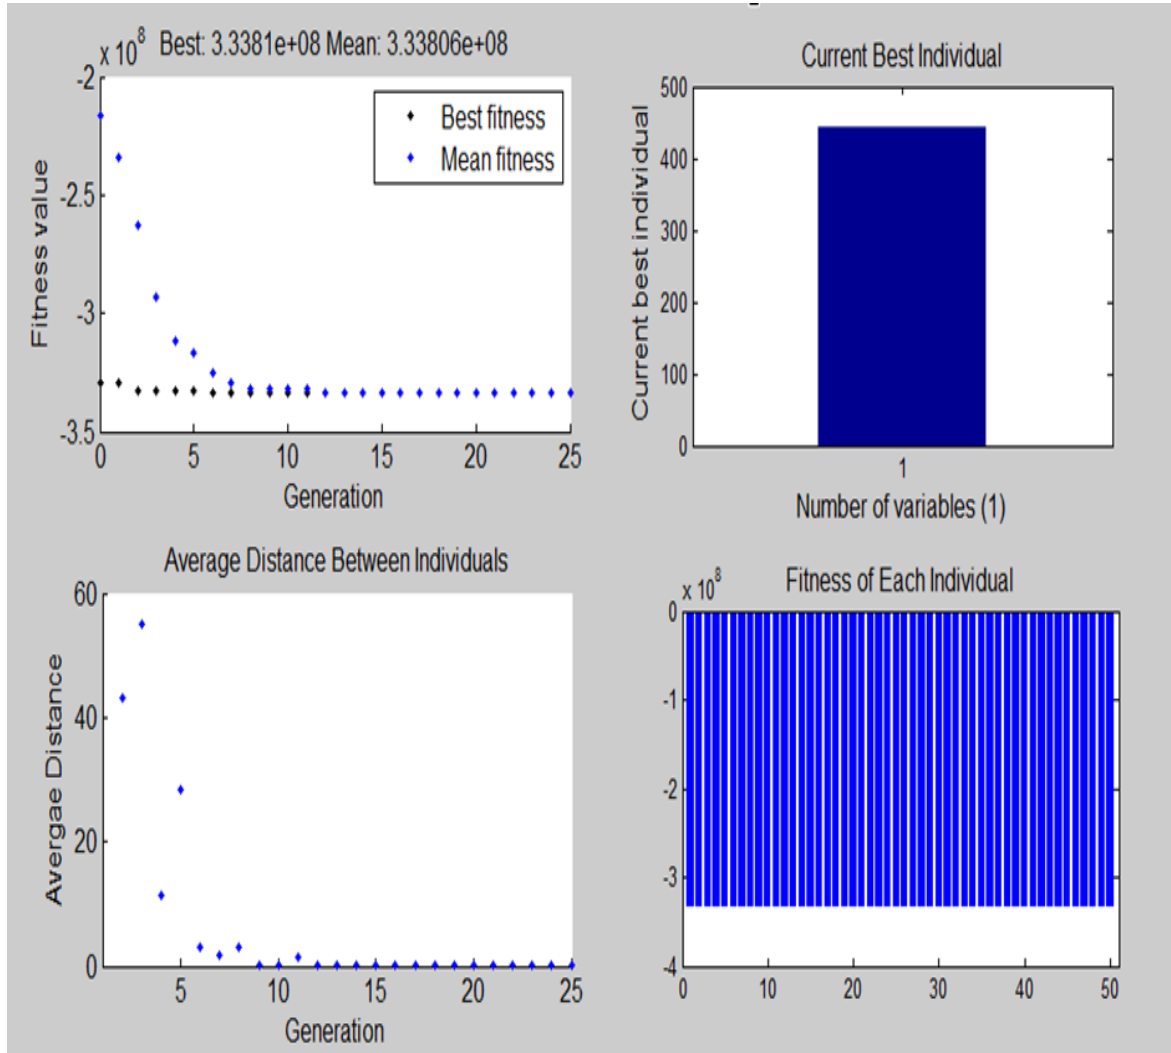 x 10^8 Best: 3.3381e+08 Mean: 3.33806e+08
-2
-2.5
-3
-3.5
Fitness value
Best fitness
Mean fitness
0 5 10 15 20 25
Generation
Current Best Individual
500
400
300
200
100
0
Current best individual
1
Number of variables (1)
Average Distance Between Individuals
60
40
20
0
Avergae Distance
5 10 15 20 25
Generation
Fitness of Each Individual
x 10^8
0
-1
-2
-3
-4
0 10 20 30 40 50